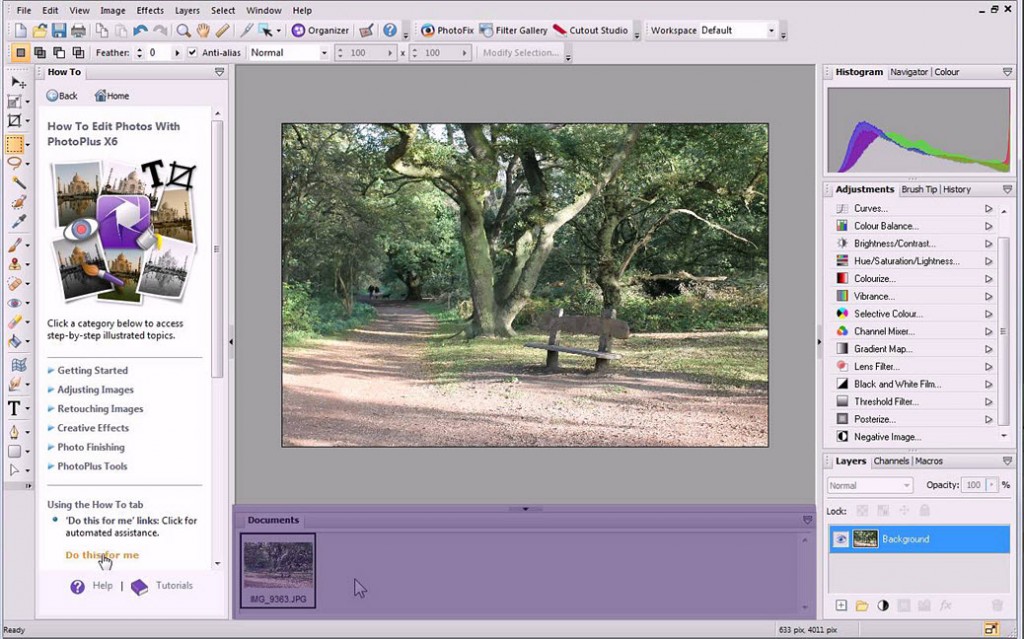 File Edit View Image Effects Layers Select Window Help
Organizer PhotoFix Filter Gallery Cutout Studio Workspace Default
Feather: 0 Anti-alias Normal 100 x 100 Modify Selection...
How To
Back Home
How To Edit Photos With
PhotoPlus X6
T
Click a category below to access
step-by-step illustrated topics.
Getting Started
Adjusting Images
Retouching Images
Creative Effects
Photo Finishing
PhotoPlus Tools
Using the How To tab
'Do this for me' links: Click for
automated assistance.
Do this for me
Help | Tutorials
T
Documents
IMG_9363.JPG
Histogram Navigator | Colour
Adjustments Brush Tip | History
Curves...
Colour Balance...
Brightness/Contrast...
Hue/Saturation/Lightness...
Colourize...
Vibrance...
Selective Colour...
Channel Mixer...
Gradient Map...
Lens Filter...
Black and White Film...
Threshold Filter...
Posterize...
Negative Image...
Layers Channels | Macros
Normal Opacity: 100 %
Lock:
Background
fx
Ready 633 pix, 4011 pix